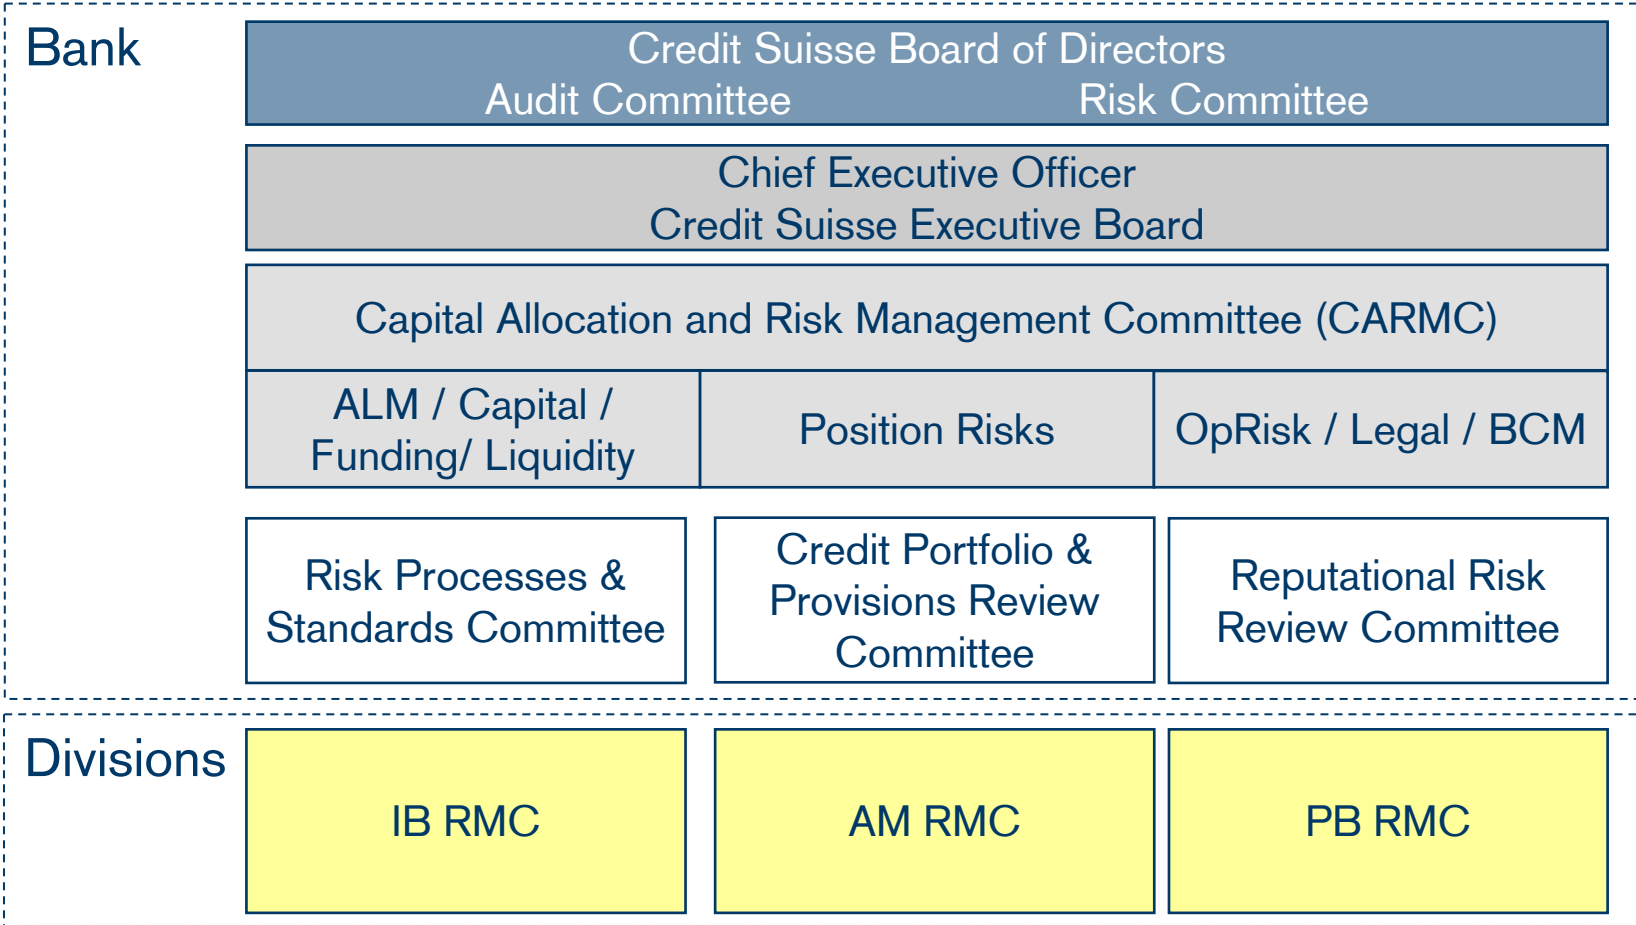 Bank
Credit Suisse Board of Directors
Audit Committee Risk Committee
Chief Executive Officer
Credit Suisse Executive Board
Capital Allocation and Risk Management Committee (CARMC)
ALM / Capital /
Funding/ Liquidity
Position Risks
OpRisk / Legal / BCM
Risk Processes &
Standards Committee
Credit Portfolio &
Provisions Review
Committee
Reputational Risk
Review Committee
Divisions
IB RMC
AM RMC
PB RMC